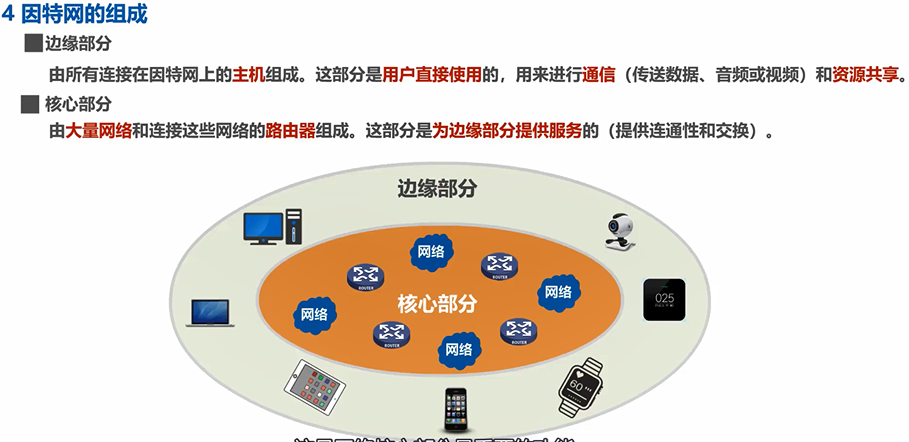 4 因特网的组成
边缘部分
由所有连接在因特网上的主机组成。这部分是用户直接使用的，用来进行通信（传送数据、音频或视频）和资源共享。
核心部分
由大量网络和连接这些网络的路由器组成。这部分是为边缘部分提供服务的（提供连通性和交换）。
边缘部分
网络
ROUTER
ROUTER
网络
025
核心部分
网络
ROUTER
ROUTER
网络
60